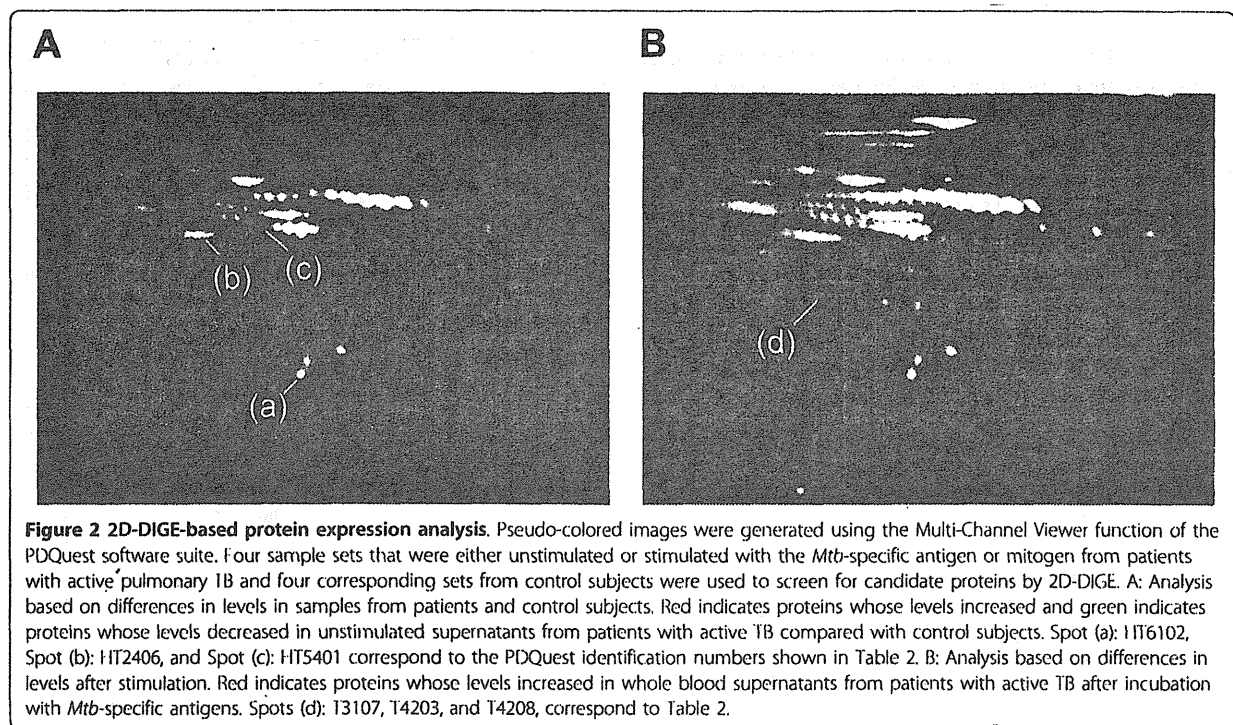 A
B
(b)
(c)
(a)
(d)
Figure 2 2D-DIGE-based protein expression analysis. Pseudo-colored images were generated using the Multi-Channel Viewer function of the
PDQuest software suite. Four sample sets that were either unstimulated or stimulated with the Mtb-specific antigen or mitogen from patients
with active pulmonary TB and four corresponding sets from control subjects were used to screen for candidate proteins by 2D-DIGE. A: Analysis
based on differences in levels in samples from patients and control subjects. Red indicates proteins whose levels increased and green indicates
proteins whose levels decreased in unstimulated supernatants from patients with active TB compared with control subjects. Spot (a): HT6102,
Spot (b): HT2406, and Spot (c): HT5401 correspond to the PDQuest identification numbers shown in Table 2. B: Analysis based on differences in
levels after stimulation. Red indicates proteins whose levels increased in whole blood supernatants from patients with active TB after incubation
with Mtb-specific antigens. Spots (d): T3107, T4203, and T4208, correspond to Table 2.